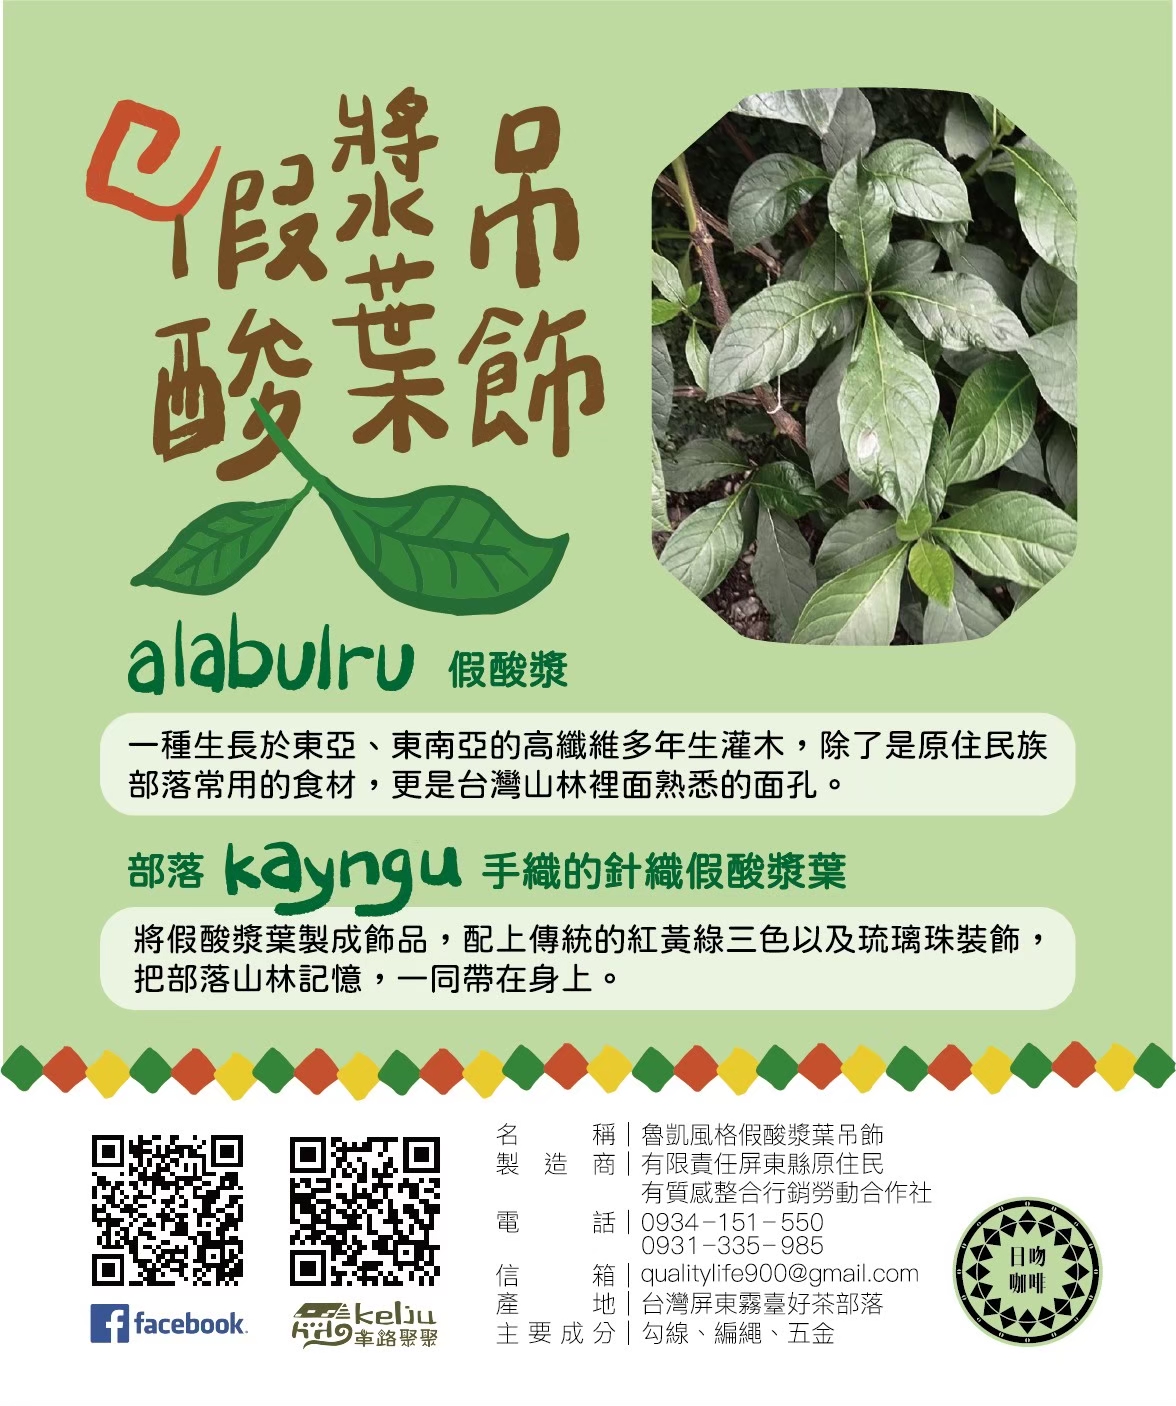 假酸
漿葉
吊飾
alabulru 假酸漿
一種生長於東亞、東南亞的高纖維多年生灌木，除了是原住民族
部落常用的食材，更是台灣山林裡面熟悉的面孔。
部落 kayngu 手織的針織假酸漿葉
將假酸漿葉製成飾品，配上傳統的紅黃綠三色以及琉璃珠裝飾，
把部落山林記憶，一同帶在身上。
名稱｜魯凱風格假酸漿葉吊飾
製造商｜有限責任屏東縣原住民
有質感整合行銷勞動合作社
電話｜0934-151-550
0931-335-985
信箱｜qualitylife900@gmail.com
產地｜台灣屏東霧臺好茶部落
主要成分｜勾線、編繩、五金
facebook
kelju
車路聚聚
日吻
咖啡